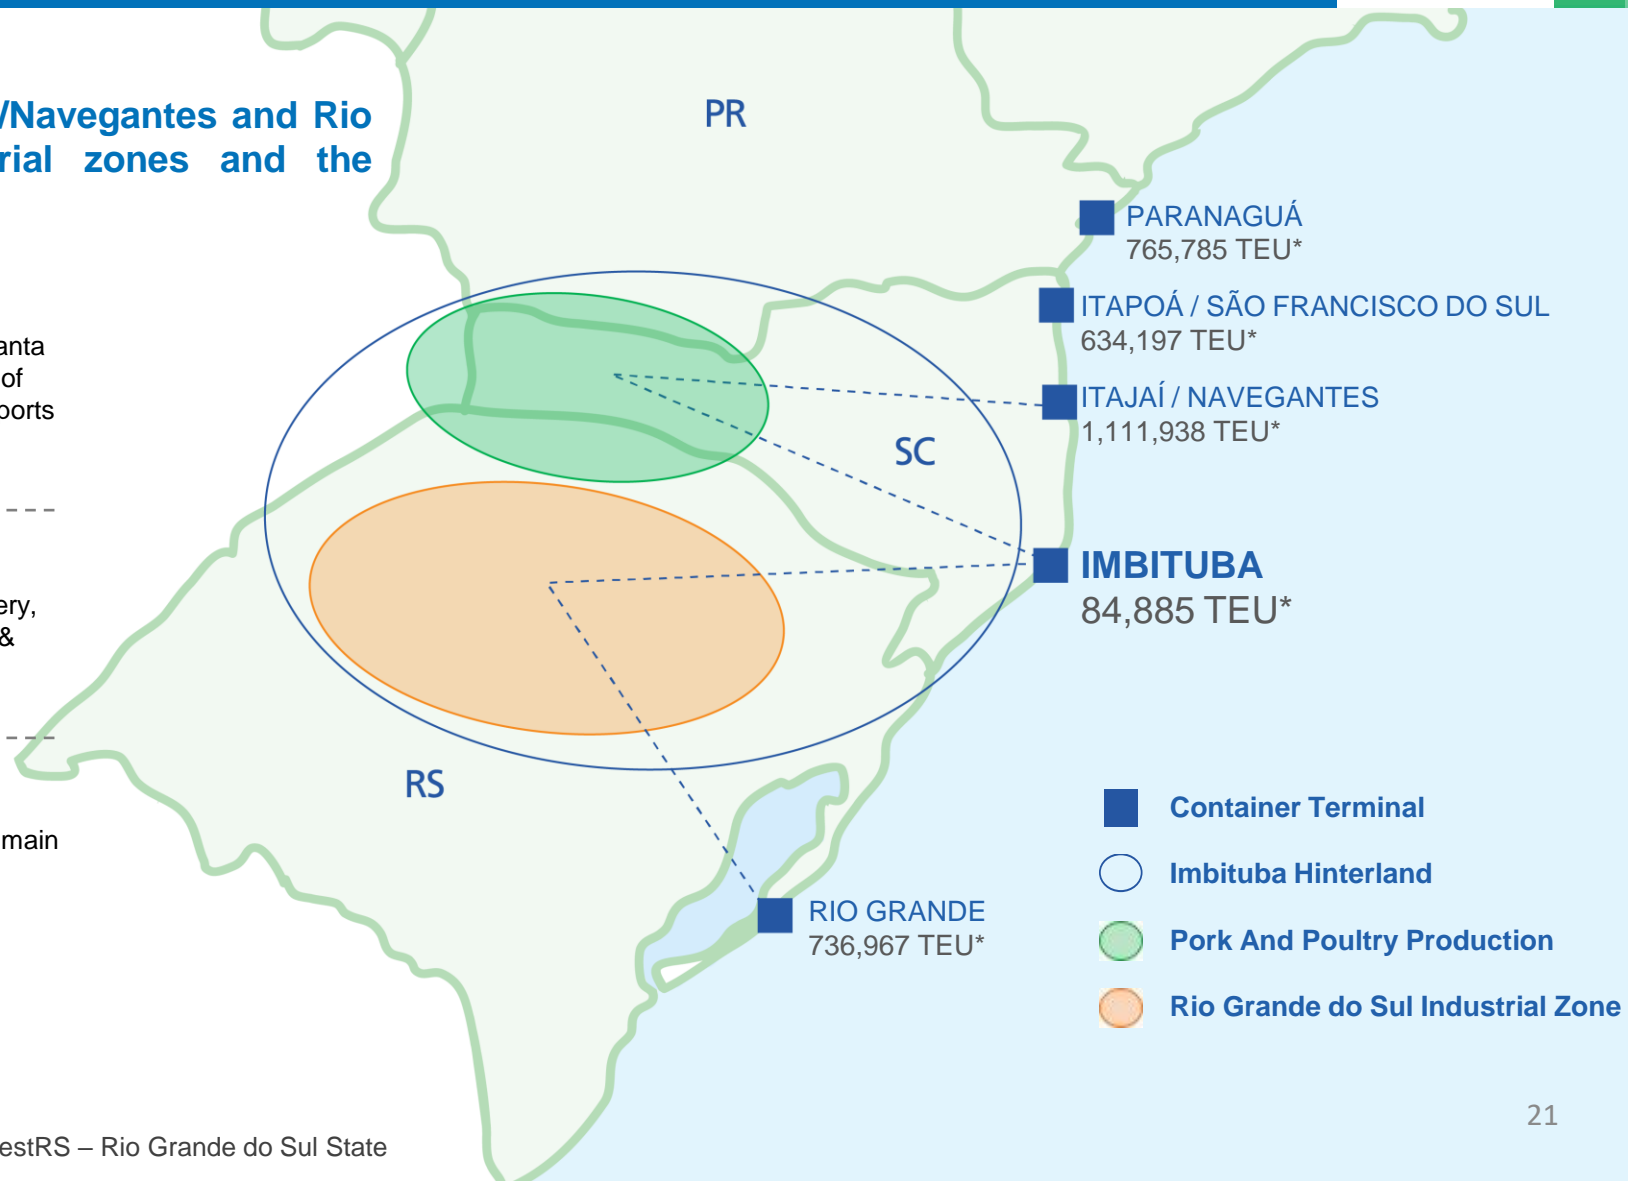 /Navegantes and Rio
rial zones and the
anta
of
ports
ery,
&
main
PR
PARANAGUÁ
765,785 TEU*
ITAPOÁ / SÃO FRANCISCO DO SUL
634,197 TEU*
ITAJAÍ / NAVEGANTES
1,111,938 TEU*
SC
IMBITUBA
84,885 TEU*
RS
RIO GRANDE
736,967 TEU*
Container Terminal
Imbituba Hinterland
Pork And Poultry Production
Rio Grande do Sul Industrial Zone
21
estRS – Rio Grande do Sul State